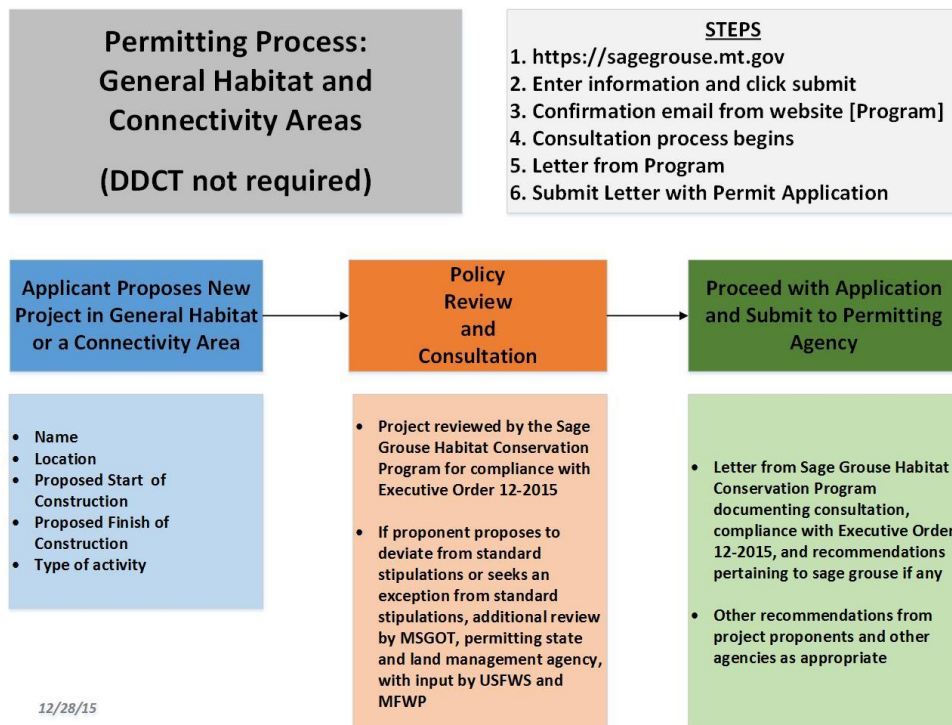 Permitting Process:
General Habitat and
Connectivity Areas
(DDCT not required)
STEPS
1. https://sagegrouse.mt.gov
2. Enter information and click submit
3. Confirmation email from website [Program]
4. Consultation process begins
5. Letter from Program
6. Submit Letter with Permit Application
Applicant Proposes New
Project in General Habitat
or a Connectivity Area
Policy
Review
and
Consultation
Proceed with Application
and Submit to Permitting
Agency
• Name
• Location
• Proposed Start of
Construction
• Proposed Finish of
Construction
• Type of activity
• Project reviewed by the Sage
Grouse Habitat Conservation
Program for compliance with
Executive Order 12-2015
• If proponent proposes to
deviate from standard
stipulations or seeks an
exception from standard
stipulations, additional review
by MSGOT, permitting state
and land management agency,
with input by USFWS and
MFWP
• Letter from Sage Grouse Habitat
Conservation Program
documenting consultation,
compliance with Executive Order
12-2015, and recommendations
pertaining to sage grouse if any
• Other recommendations from
project proponents and other
agencies as appropriate
12/28/15